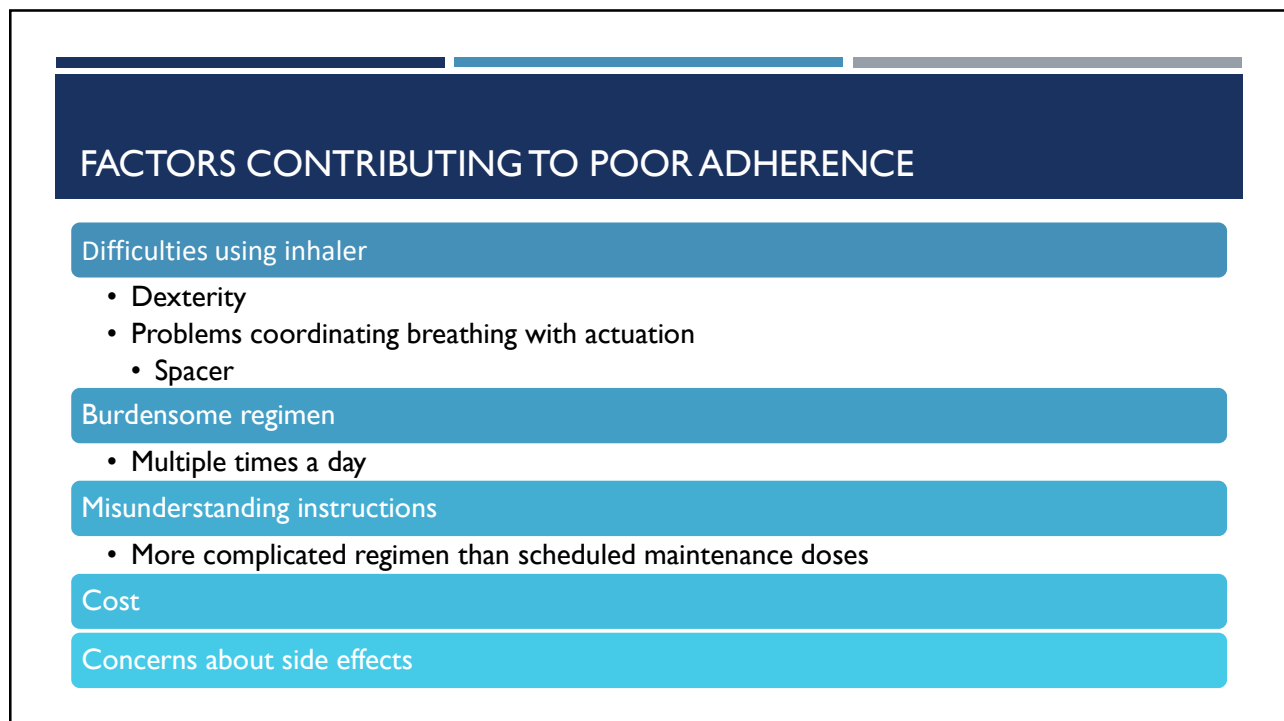 FACTORS CONTRIBUTING TO POOR ADHERENCE
Difficulties using inhaler
• Dexterity
• Problems coordinating breathing with actuation
• Spacer
Burdensome regimen
• Multiple times a day
Misunderstanding instructions
• More complicated regimen than scheduled maintenance doses
Cost
Concerns about side effects